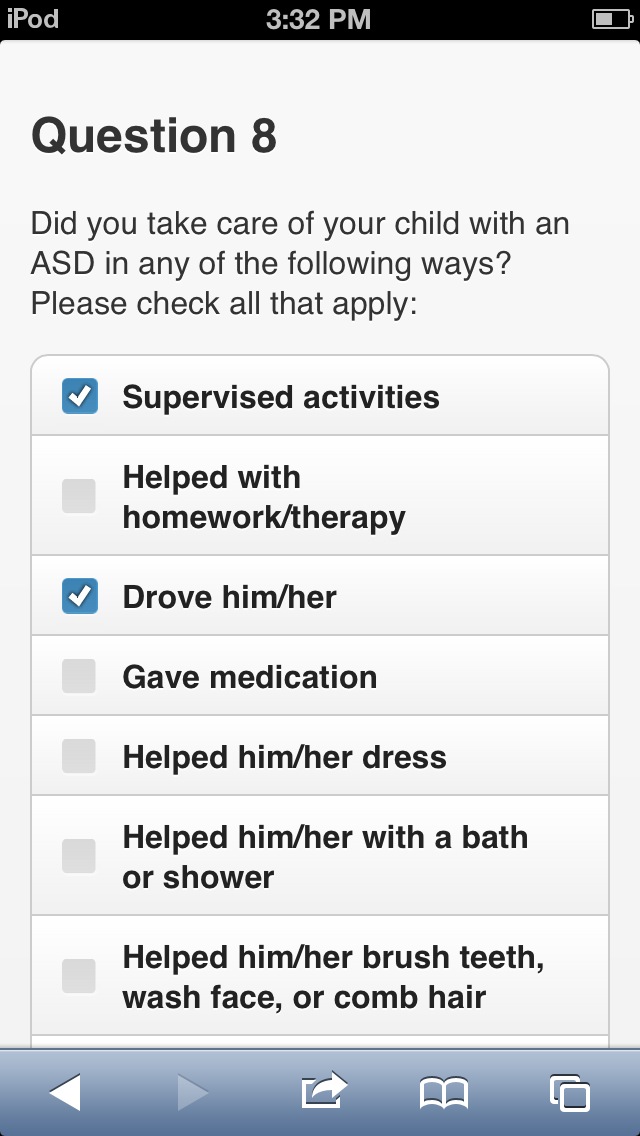 iPod
3:32 PM
Question 8
Did you take care of your child with an
ASD in any of the following ways?
Please check all that apply:
Supervised activities
Helped with
homework/therapy
Drove him/her
Gave medication
Helped him/her dress
Helped him/her with a bath
or shower
Helped him/her brush teeth,
wash face, or comb hair